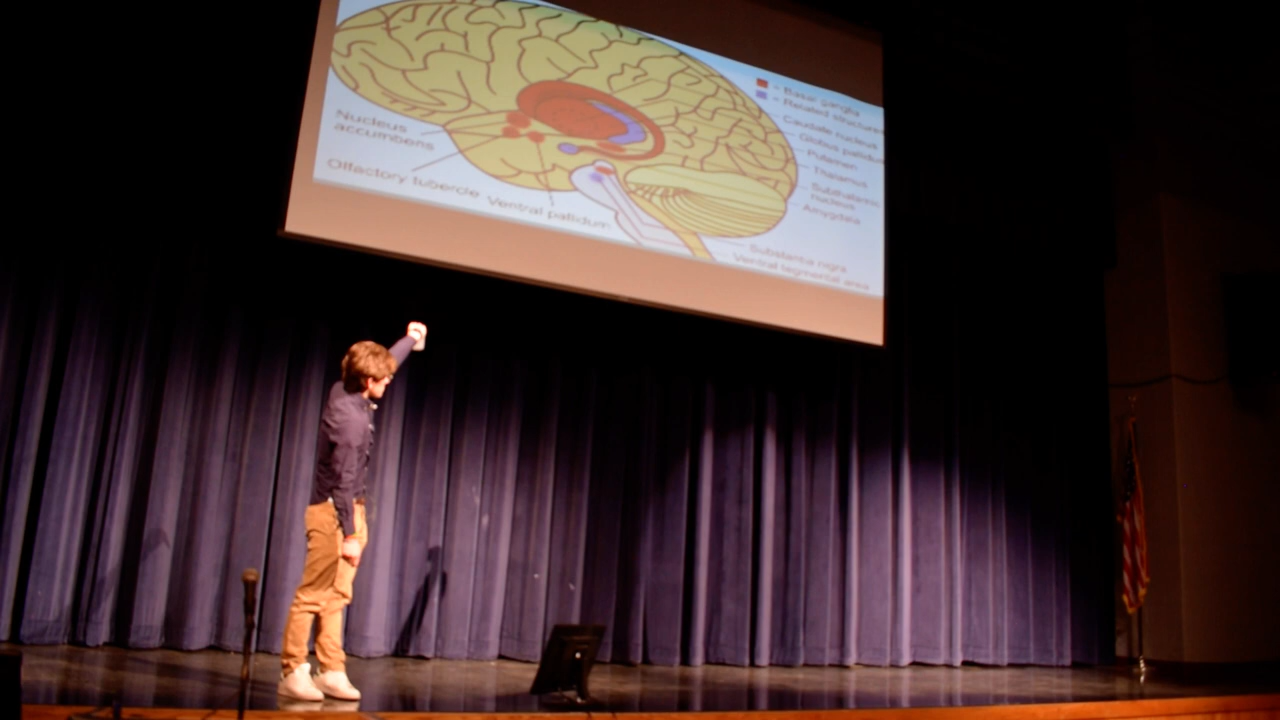 = Basal ganglia
= Related structures
Caudate nucleus
Globus pallidus
Putamen
Thalamus
Subthalamic
nucleus
Amygdala
Substantia nigra
Ventral tegmental area
Nucleus
accumbens
Olfactory tubercle
Ventral pallidum